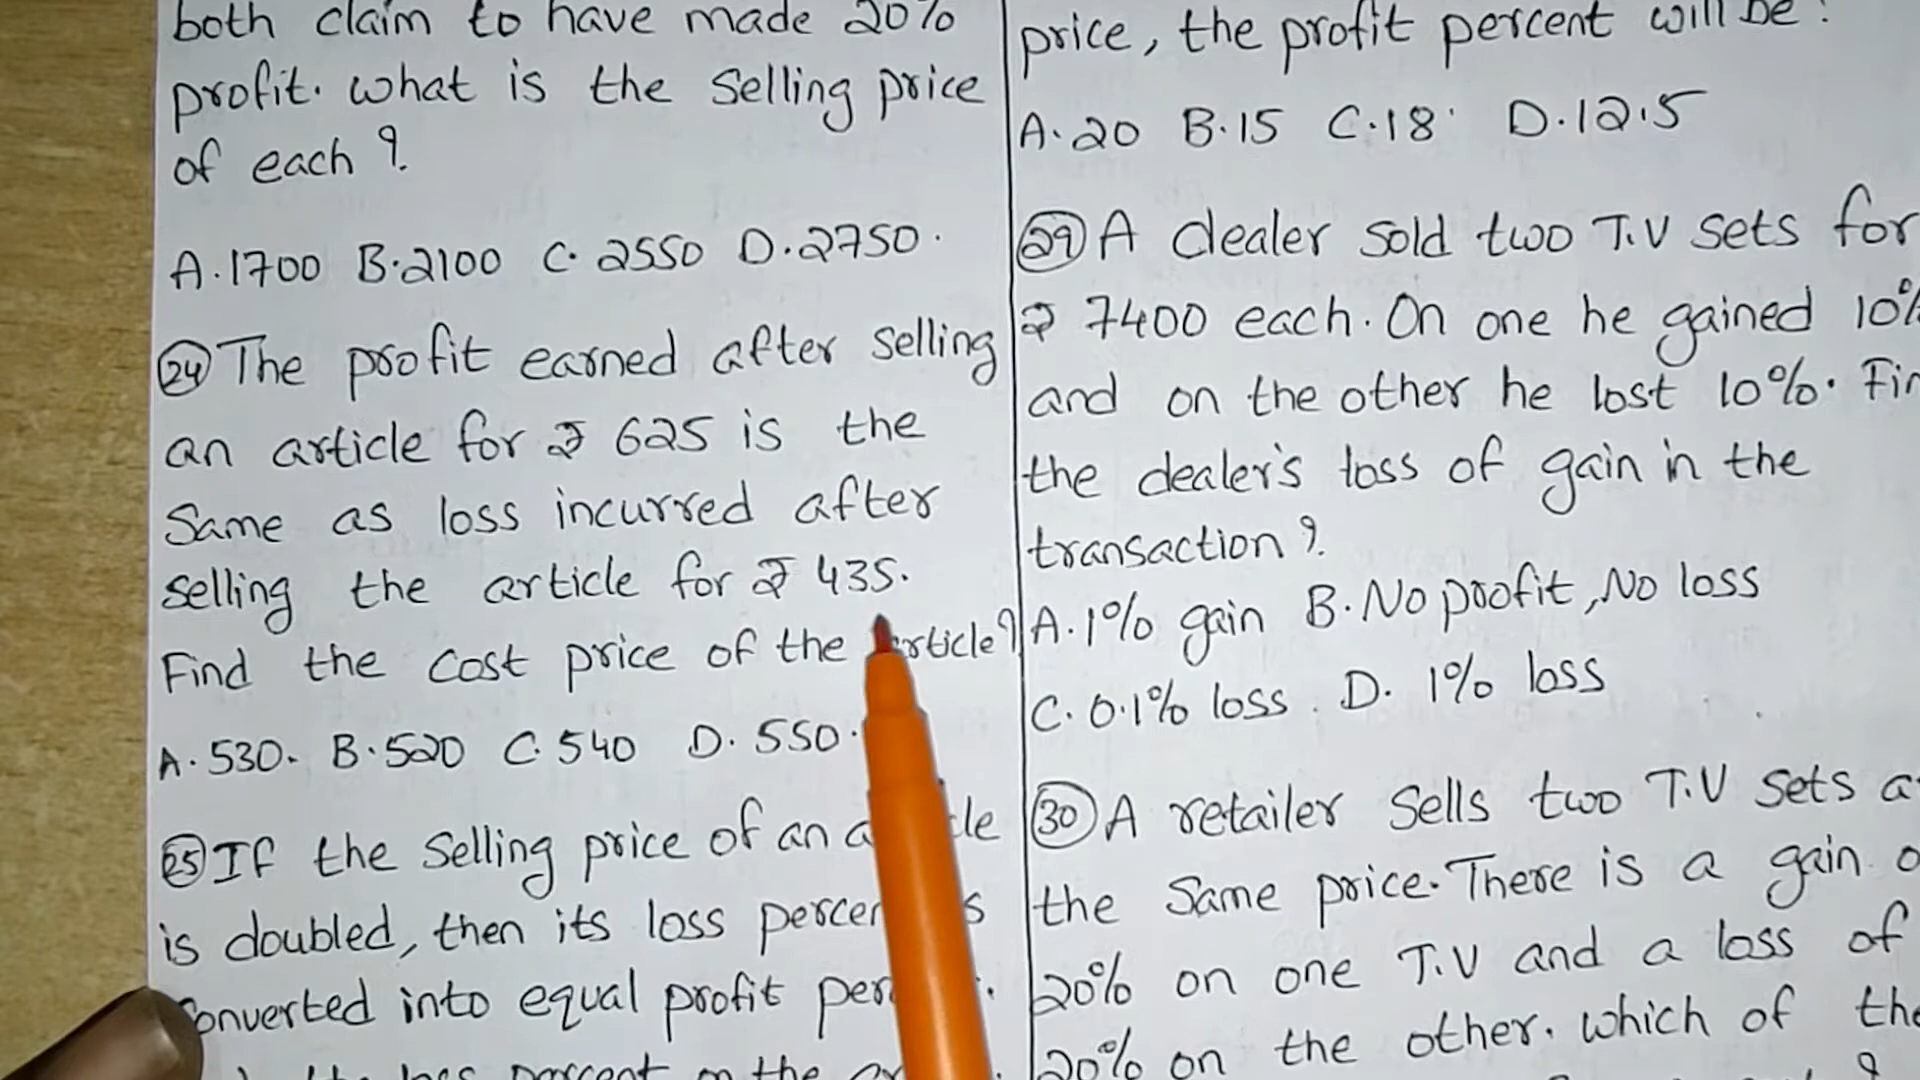 both claim to have made 20%
profit. what is the selling price
of each?
A. 1700 B. 2100 C. 2550 D. 2750.
24 The profit earned after selling
an article for ₹ 625 is the
Same as loss incurred after
selling the article for ₹ 435.
Find the cost price of the article?
A. 530. B. 520 C. 540 D. 550.
25 If the selling price of an
is doubled, then its loss
converted into equal profit
price, the profit percent will be?
A. 20 B. 15 C. 18 D. 12.5
29 A dealer sold two T.V sets for
₹ 7400 each. On one he gained 10%
and on the other he lost 10%.
the dealer's loss of gain in the
transaction?
A. 1% gain B. No profit, No loss
C. 0.1% loss. D. 1% loss
30 A retailer Sells two T.V sets
the Same price. There is a gain
20% on one T.V and a loss of
20% on the other. which of the